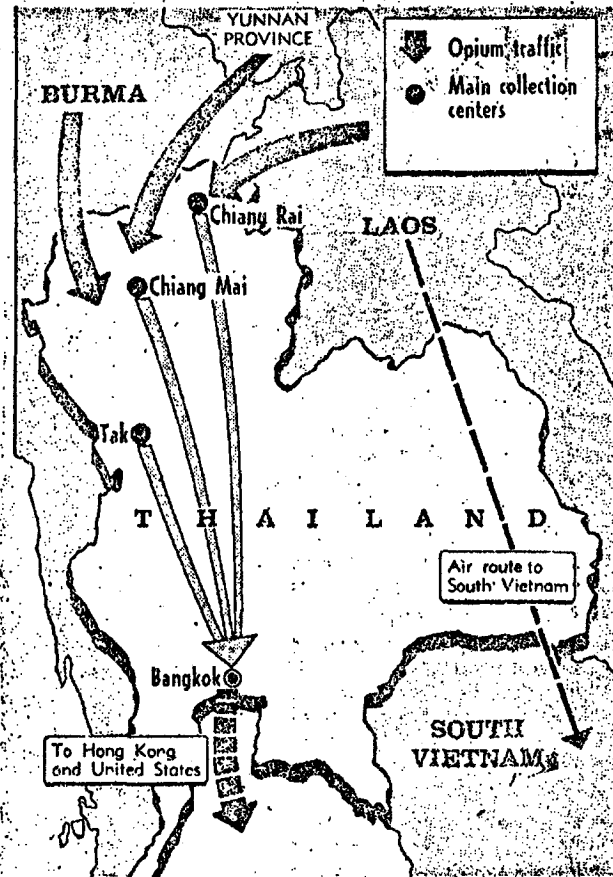 YUNNAN
PROVINCE
Opium traffic
Main collection
centers
BURMA
Chiang Rai
LAOS
Chiang Mai
Tak
THAILAND
Air route to
South Vietnam
Bangkok
SOUTH
VIETNAM
To Hong Kong
and United States